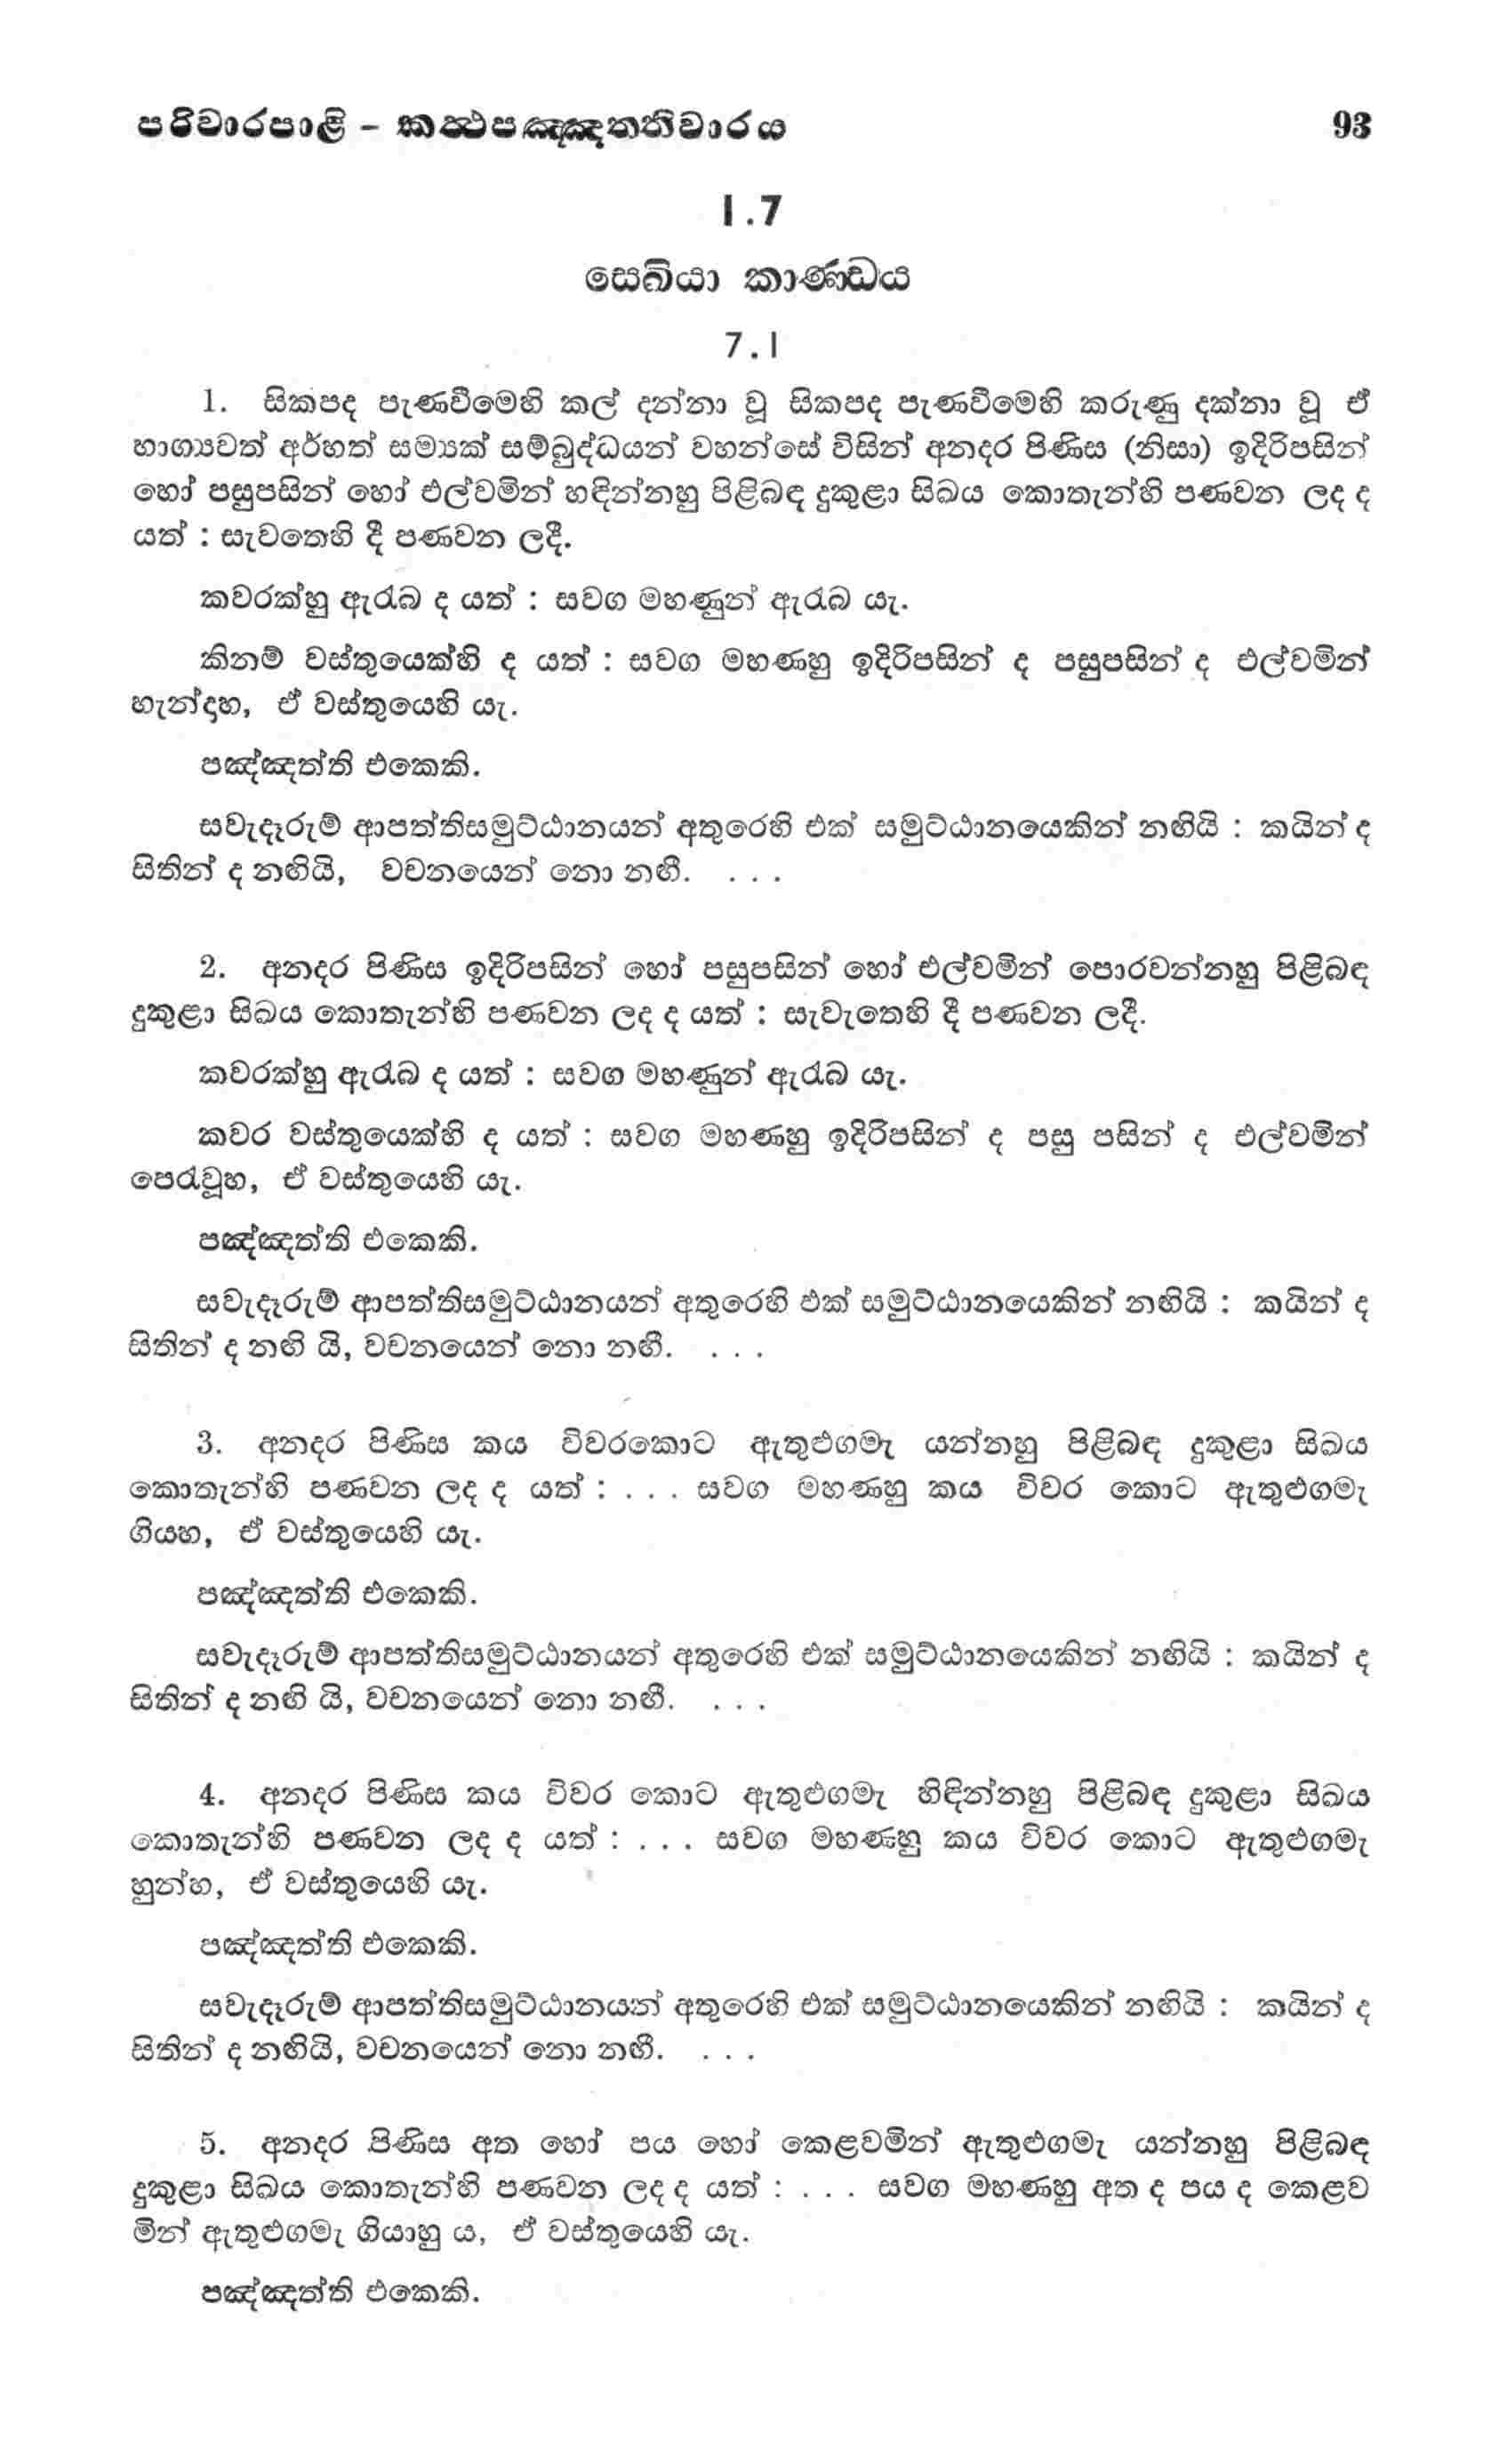 පරිවාරපාළි – කත්‍ථපඤ්ඤත්තිවාරය 93
1.7
සෙඛියා කාණ්ඩය
7.1
1. සිකපද පැණවීමෙහි කල් දන්නා වූ සිකපද පැණවීමෙහි කරුණු දක්නා වූ ඒ
භාග්‍යවත් අර්හත් සම්‍යක් සම්බුද්ධයන් වහන්සේ විසින් අනදර පිණිස (නිසා) ඉදිරිපසින්
හෝ පසුපසින් හෝ එල්වමින් හඳින්නහු පිළිබඳ දුකුළා සිඛය කොතැන්හි පණවන ලද ද
යත් : සැවතෙහි දී පණවන ලදී.
කවරක්හු ඇරැබ ද යත් : සවග මහණුන් ඇරැබ යැ.
කිනම් වස්තුයෙක්හි ද යත් : සවග මහණහු ඉදිරිපසින් ද පසුපසින් ද එල්වමින්
හැන්දහ, ඒ වස්තුයෙහි යැ.
පඤ්ඤත්ති එකෙකි.
සවැදෑරුම් ආපත්තිසමුට්ඨානයන් අතුරෙහි එක් සමුට්ඨානයෙකින් නඟියි : කයින් ද
සිතින් ද නඟියි, වචනයෙන් නො නඟී. . . .
2. අනදර පිණිස ඉදිරිපසින් හෝ පසුපසින් හෝ එල්වමින් පොරවන්නහු පිළිබඳ
දුකුළා සිඛය කොතැන්හි පණවන ලද ද යත් : සැවැතෙහි දී පණවන ලදී.
කවරක්හු ඇරැබ ද යත් : සවග මහණුන් ඇරැබ යැ.
කවර වස්තුයෙක්හි ද යත් : සවග මහණහු ඉදිරිපසින් ද පසු පසින් ද එල්වමින්
පෙරැවූහ, ඒ වස්තුයෙහි යැ.
පඤ්ඤත්ති එකෙකි.
සවැදෑරුම් ආපත්තිසමුට්ඨානයන් අතුරෙහි එක් සමුට්ඨානයෙකින් නඟියි : කයින් ද
සිතින් ද නඟි යි, වචනයෙන් නො නඟී. . . .
3. අනදර පිණිස කය විවරකොට ඇතුළුගමැ යන්නහු පිළිබඳ දුකුළා සිඛය
කොතැන්හි පණවන ලද ද යත් : . . . සවග මහණහු කය විවර කොට ඇතුළුගමැ
ගියහ, ඒ වස්තුයෙහි යැ.
පඤ්ඤත්ති එකෙකි.
සවැදෑරුම් ආපත්තිසමුට්ඨානයන් අතුරෙහි එක් සමුට්ඨානයෙකින් නඟියි : කයින් ද
සිතින් ද නඟි යි, වචනයෙන් නො නඟී. . . .
4. අනදර පිණිස කය විවර කොට ඇතුළුගමැ හිඳින්නහු පිළිබඳ දුකුළා සිඛය
කොතැන්හි පණවන ලද ද යත් : . . . සවග මහණහු කය විවර කොට ඇතුළුගමැ
හුන්හ, ඒ වස්තුයෙහි යැ.
පඤ්ඤත්ති එකෙකි.
සවැදෑරුම් ආපත්තිසමුට්ඨානයන් අතුරෙහි එක් සමුට්ඨානයෙකින් නඟියි : කයින් ද
සිතින් ද නඟියි, වචනයෙන් නො නඟී. . . .
5. අනදර පිණිස අත හෝ පය හෝ කෙළවමින් ඇතුළුගමැ යන්නහු පිළිබඳ
දුකුළා සිඛය කොතැන්හි පණවන ලද ද යත් : . . . සවග මහණහු අත ද පය ද කෙළව
මින් ඇතුළුගමැ ගියාහු ය, ඒ වස්තුයෙහි යැ.
පඤ්ඤත්ති එකෙකි.